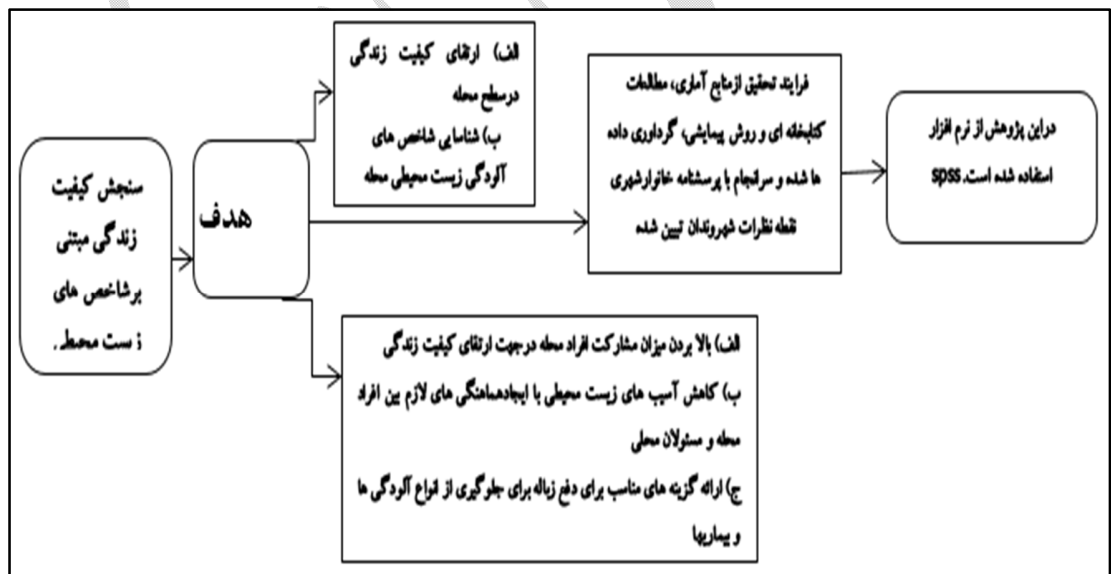 سنجش کیفیت
زندگی مبتنی
برشاخص های
زیست محیطی
هدف
الف) ارتقای کیفیت زندگی
درسطح محله
ب) شناسایی شاخص های
آلودگی زیست محیطی محله
فرایند تحقیق ازمنابع آماری، مطالعات
کتابخانه ای و روش پیمایشی، گرداوری داده
ها شده و سرانجام با پرسشنامه خانوارشهری
نقطه نظرات شهروندان تبین شده
دراین پژوهش از نرم افزار
استفاده شده است.spss
الف) بالا بردن میزان مشارکت افراد محله درجهت ارتقای کیفیت زندگی
ب) کاهش آسیب های زیست محیطی با ایجادهماهنگی های لازم بین افراد
محله و مسئولان محلی
ج) ارائه گزینه های مناسب برای دفع زباله برای جلوگیری از انواع آلودگی ها
و بیماریها